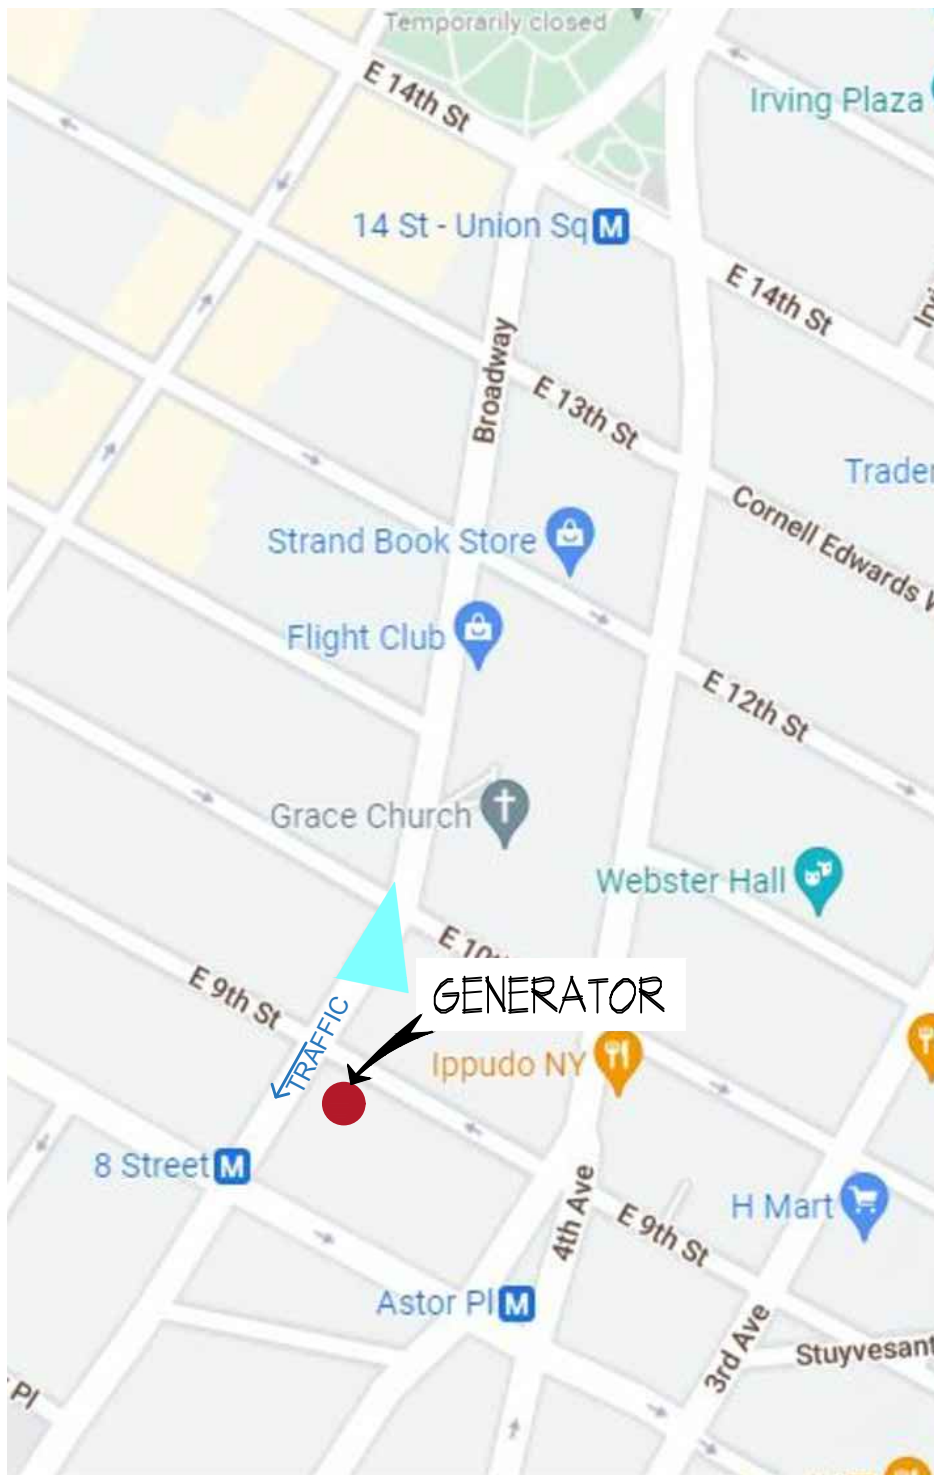 Temporarily closed
E 14th St
Irving Plaza
14 St - Union Sq
M
E 14th St
Broadway
E 13th St
Trader
Cornell Edwards W
Strand Book Store
Flight Club
E 12th St
Grace Church
Webster Hall
E 10th
E 9th St
GENERATOR
TRAFFIC
Ippudo NY
8 Street
M
4th Ave
H Mart
E 9th St
Astor Pl
M
3rd Ave
Stuyvesant
Pl